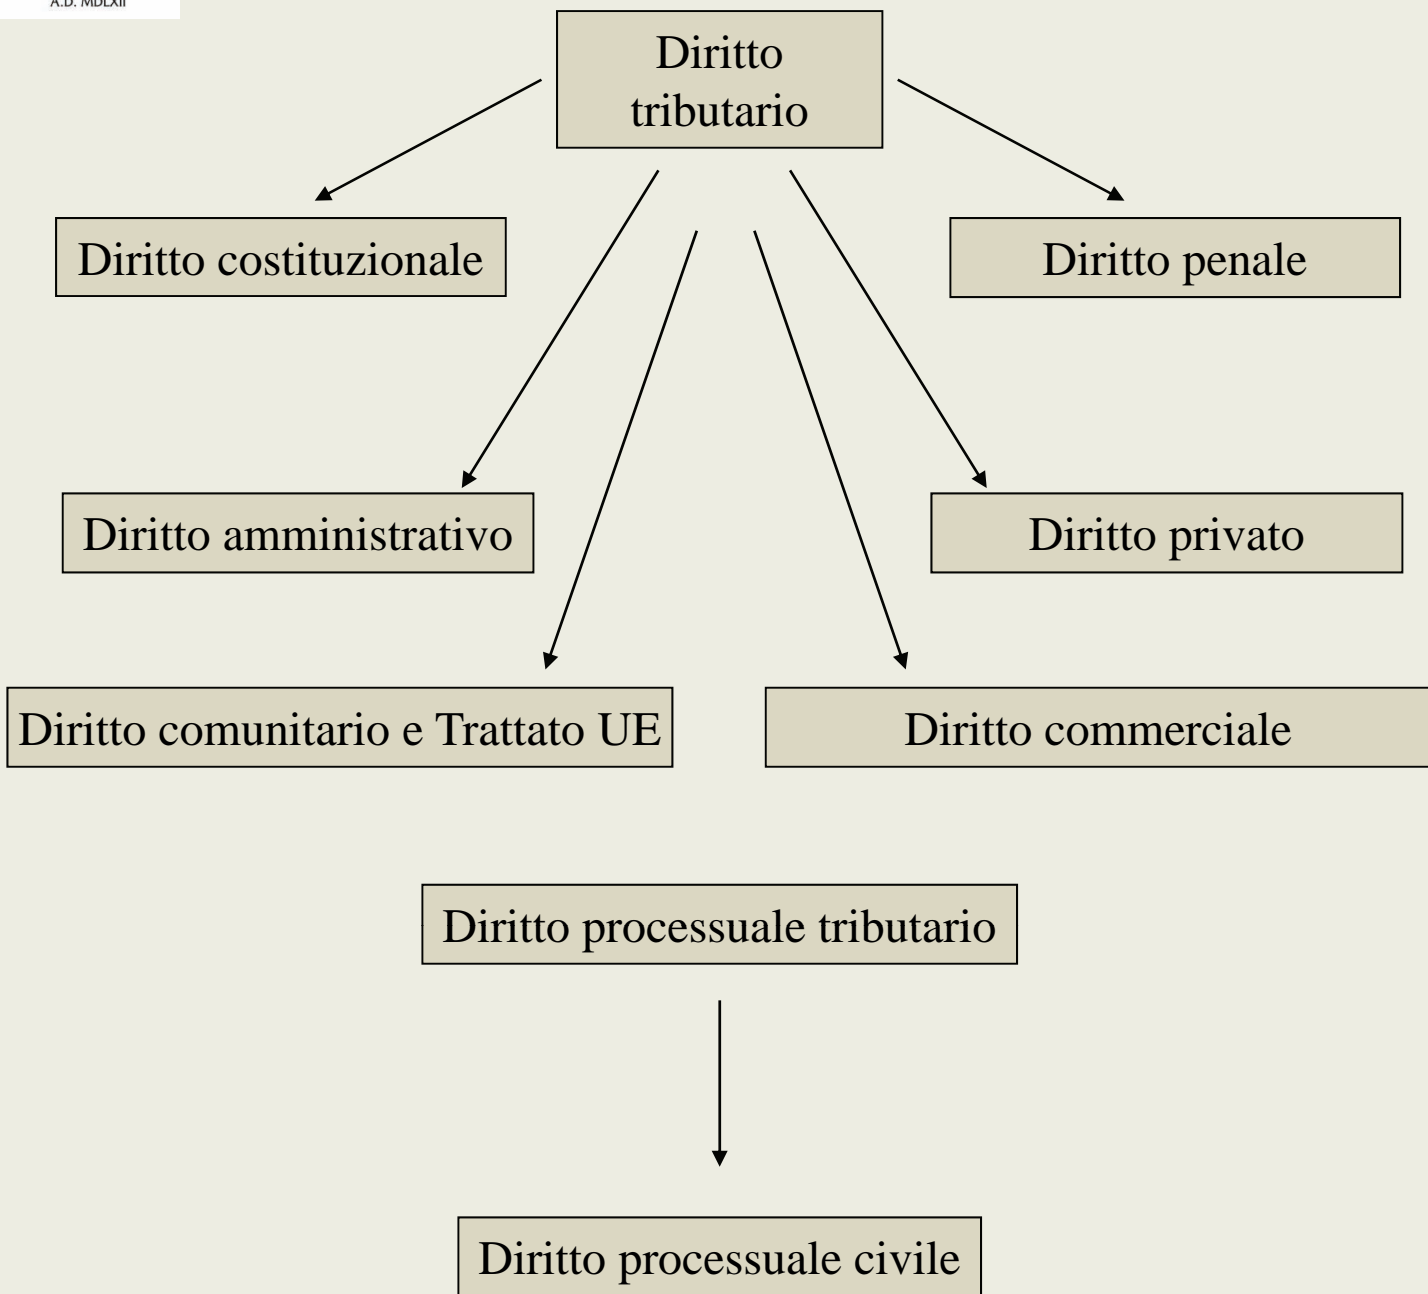 A.D. MDLXII
Diritto
tributario
Diritto costituzionale
Diritto penale
Diritto amministrativo
Diritto privato
Diritto comunitario e Trattato UE
Diritto commerciale
Diritto processuale tributario
Diritto processuale civile